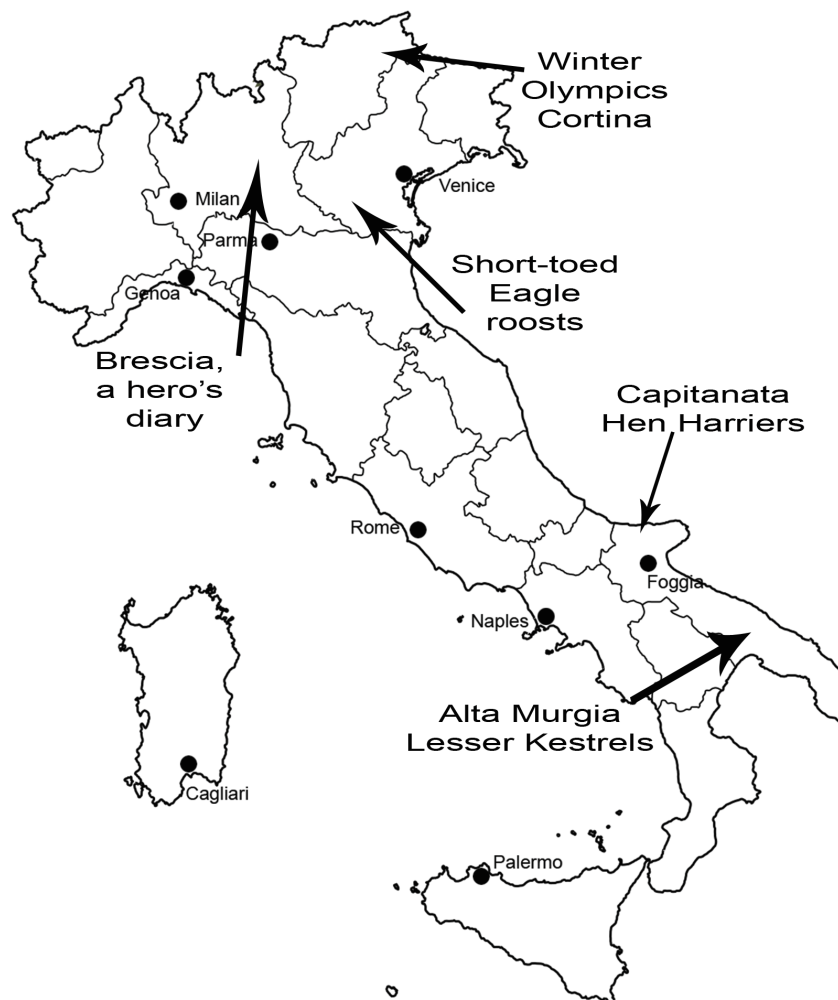 Winter
Olympics
Cortina
Milan
Venice
Parma
Short-toed
Eagle
roosts
Genoa
Brescia,
a hero's
diary
Capitanata
Hen Harriers
Rome
Foggia
Naples
Alta Murgia
Lesser Kestrels
Cagliari
Palermo